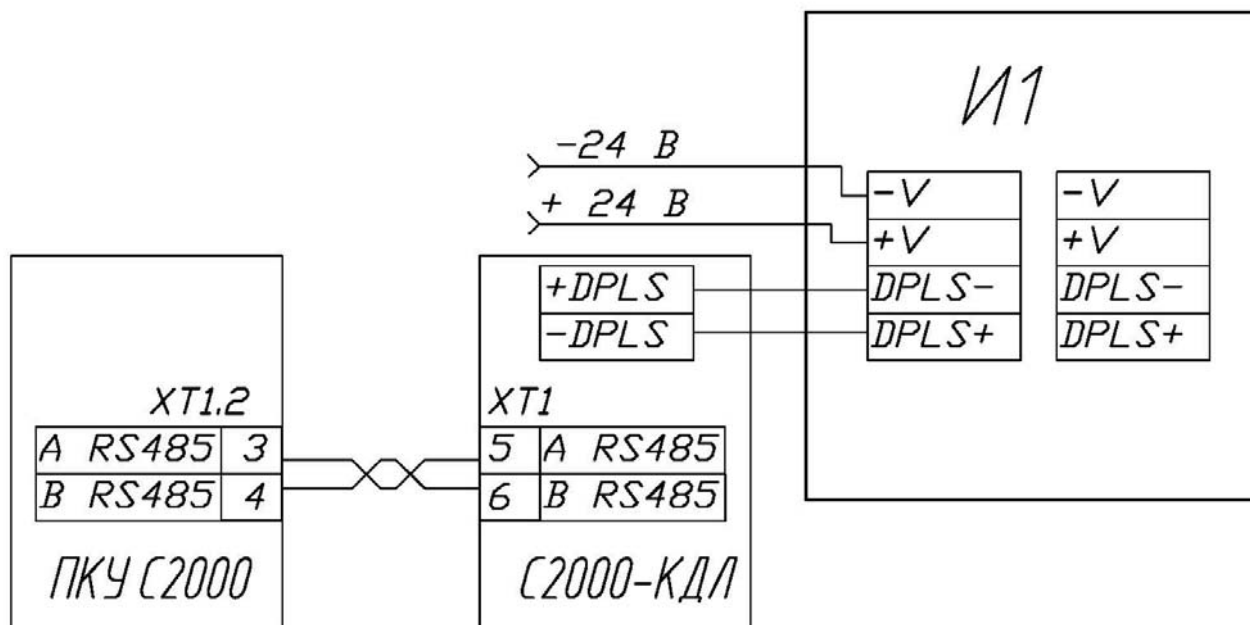 И1
-24 В
+ 24 В
-V
+V
DPLS-
DPLS+
-V
+V
DPLS-
DPLS+
+DPLS
-DPLS
XT1.2
A RS485 3
B RS485 4
XT1
5 A RS485
6 B RS485
ПКУ С2000
С2000-КДЛ